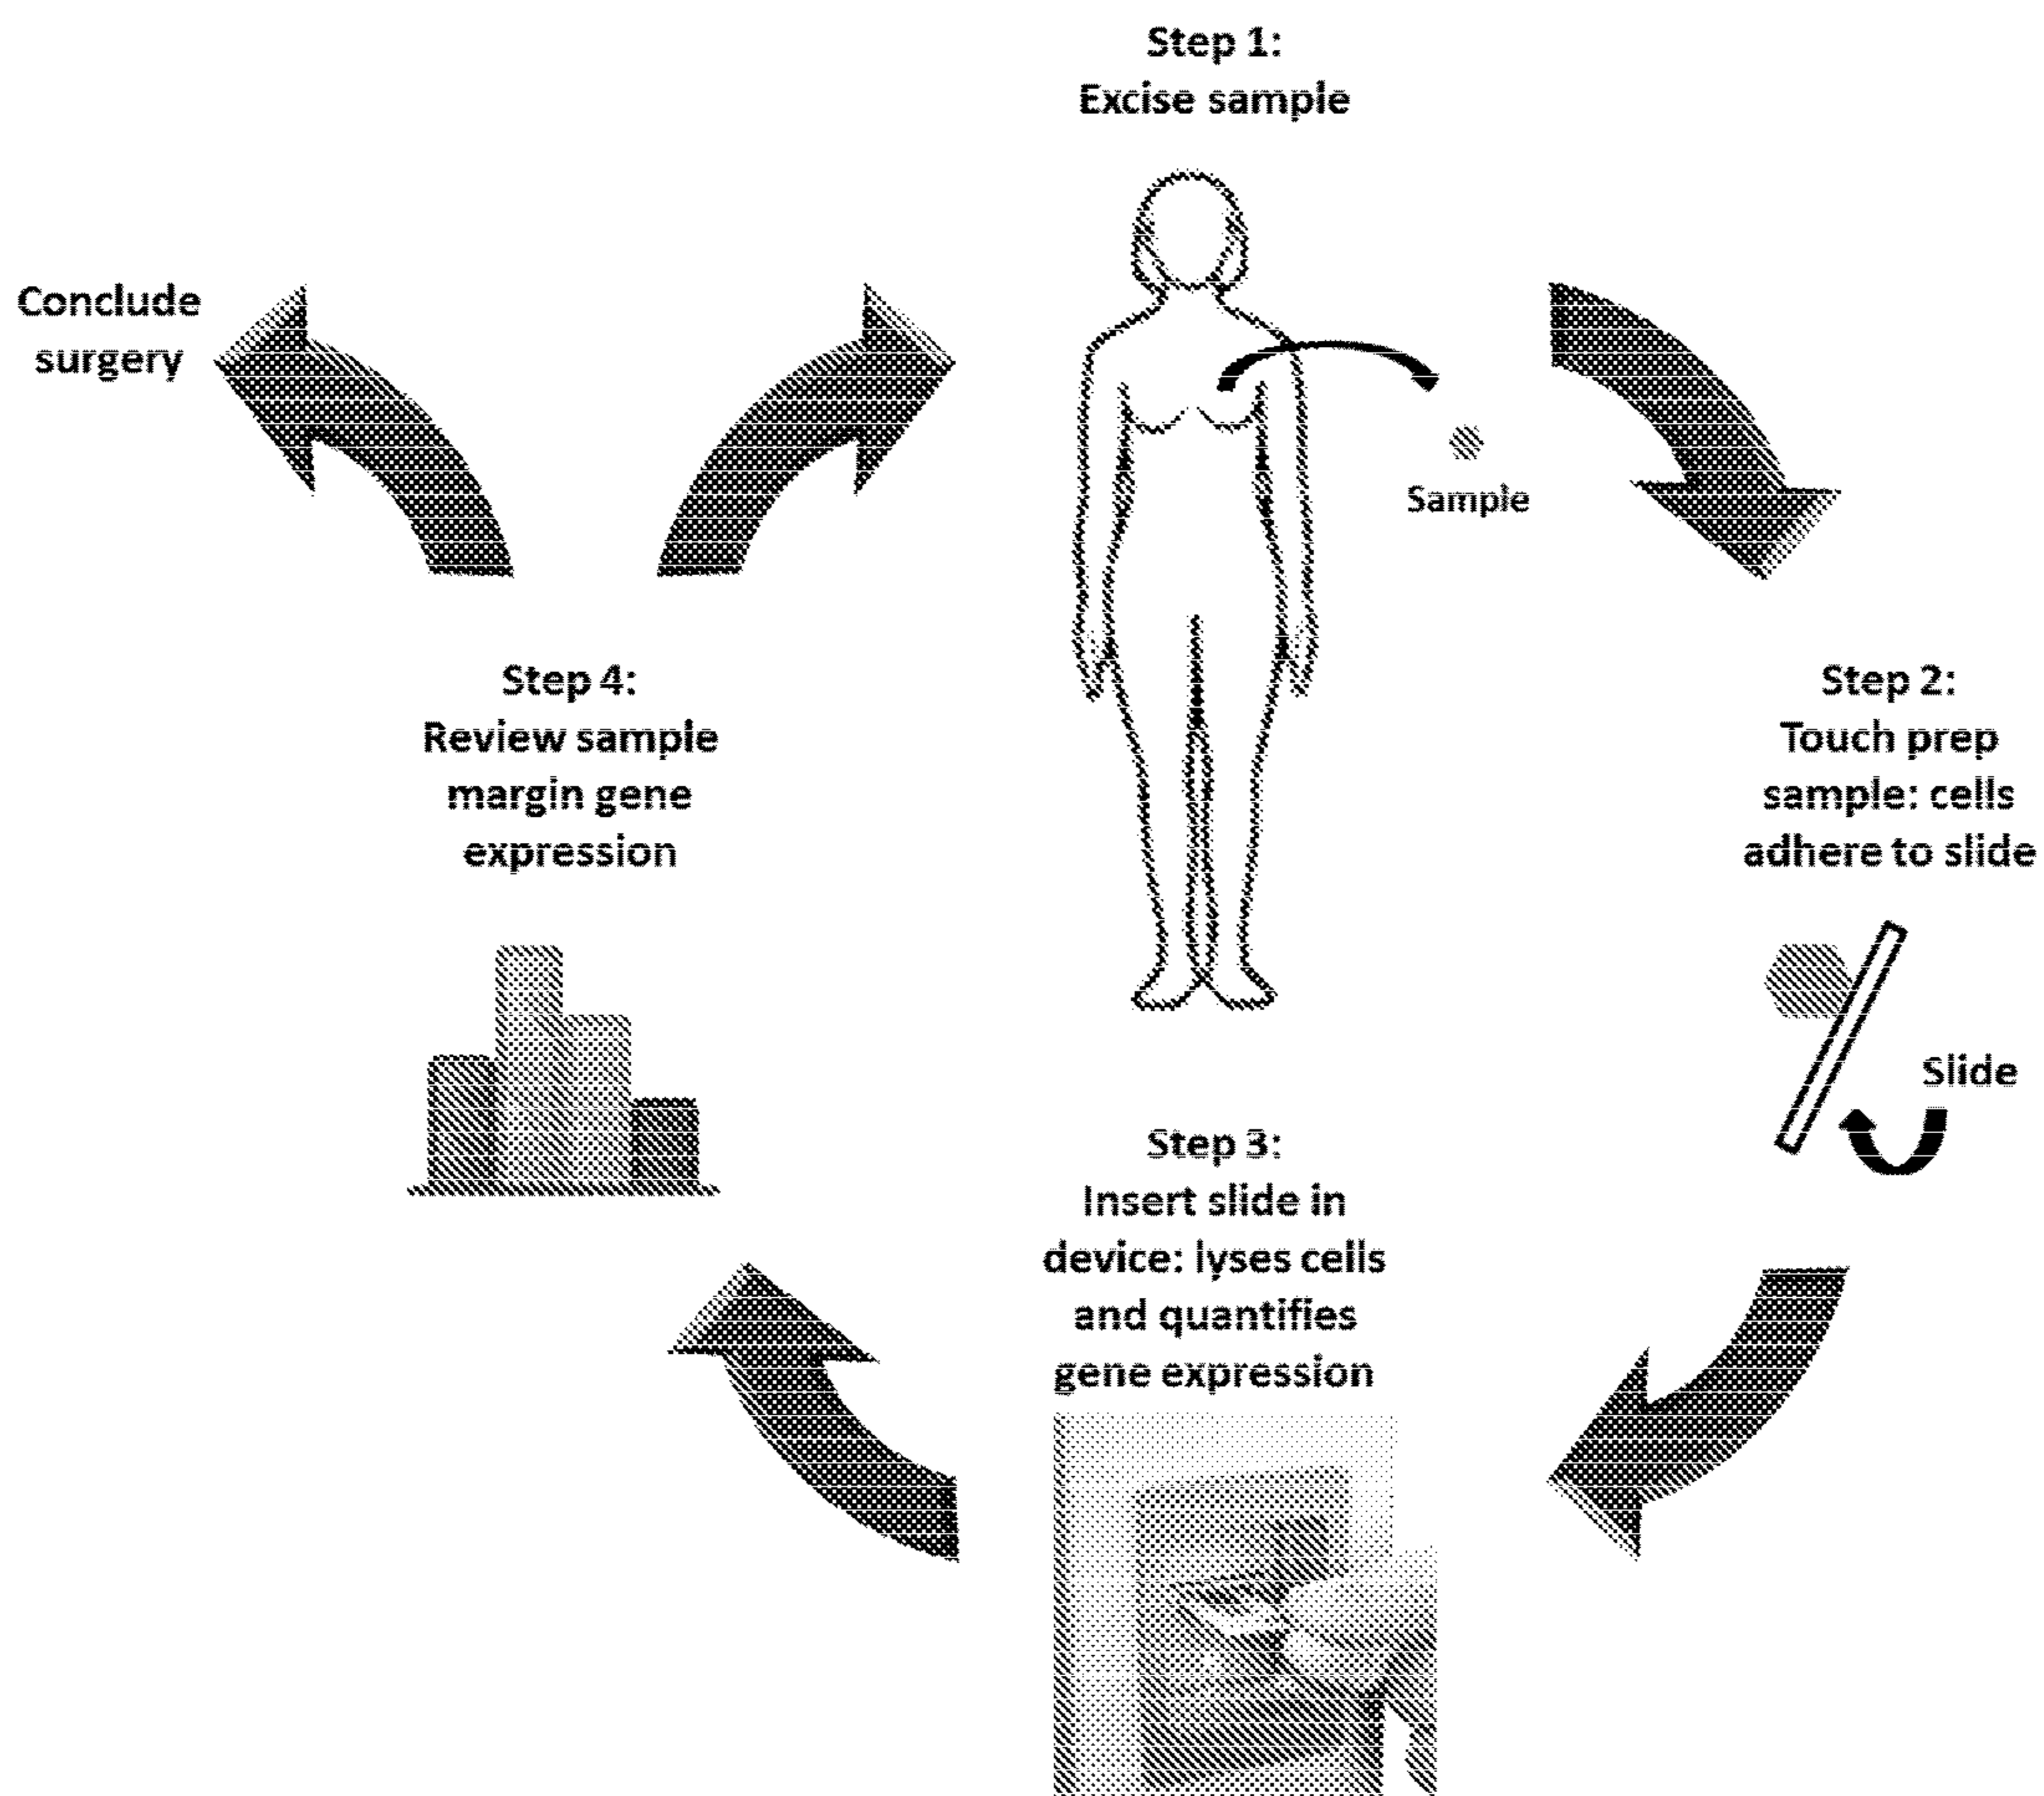 Step 1:
Excise sample
Sample
Conclude
surgery
Step 2:
Touch prep
sample: cells
adhere to slide
Slide
Step 3:
Insert slide in
device: lyses cells
and quantifies
gene expression
Step 4:
Review sample
margin gene
expression